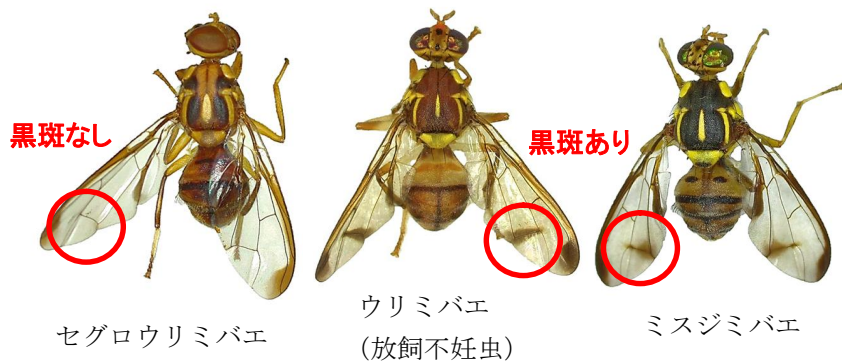 黒斑なし
黒斑あり
セグロウリミバエ
ウリミバエ
（放飼不妊虫）
ミスジミバエ